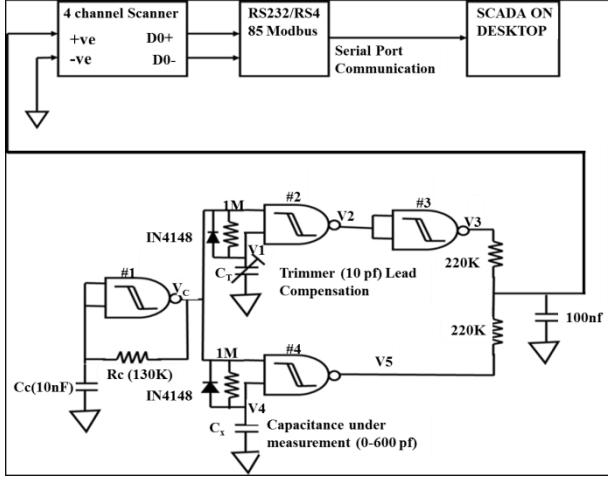 4 channel Scanner
+ve
-ve
D0+
D0-
RS232/RS4
85 Modbus
Serial Port
Communication
SCADA ON
DESKTOP
#1
Vc
Rc (130K)
Cc(10nF)
1M
IN4148
#2
V1
CT
Trimmer (10 pf) Lead
Compensation
V2
#3
V3
220K
220K
100nf
1M
IN4148
#4
V4
Cx
Capacitance under
measurement (0-600 pf)
V5